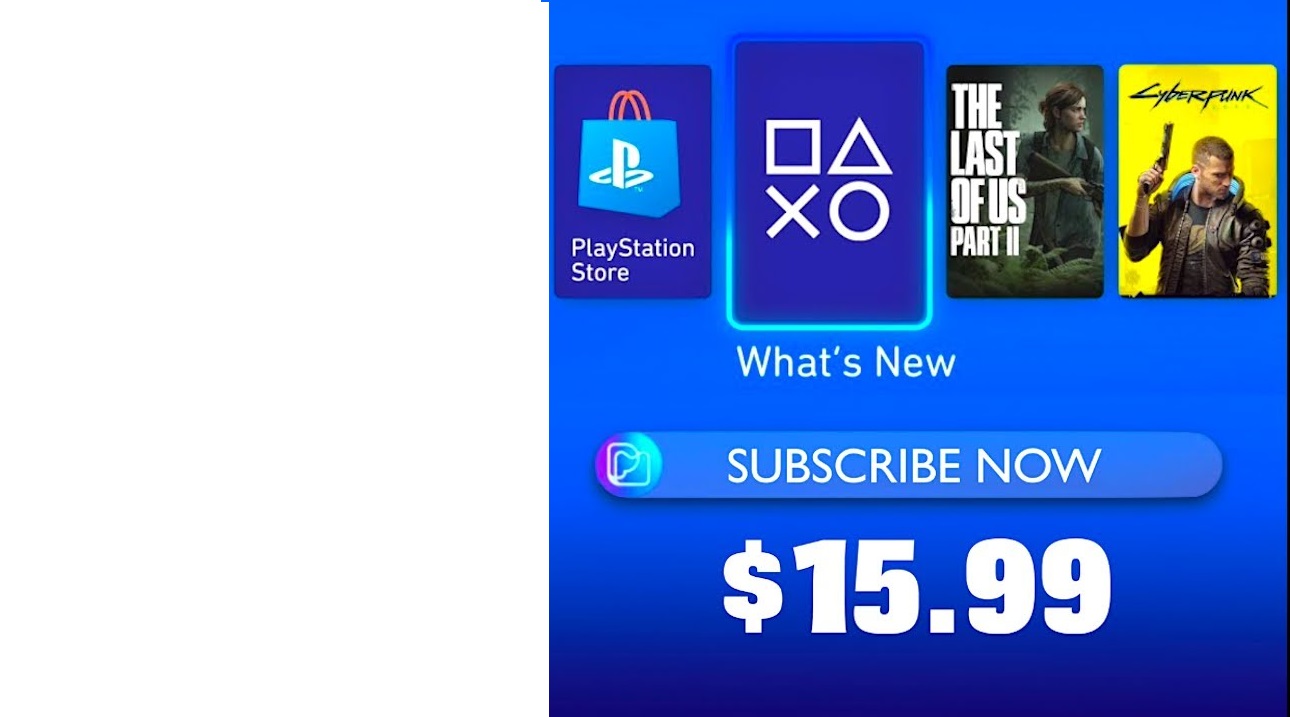 PlayStation
Store
THE
LAST
OF US
PART II
CYBERPUNK
What's New
SUBSCRIBE NOW
$15.99